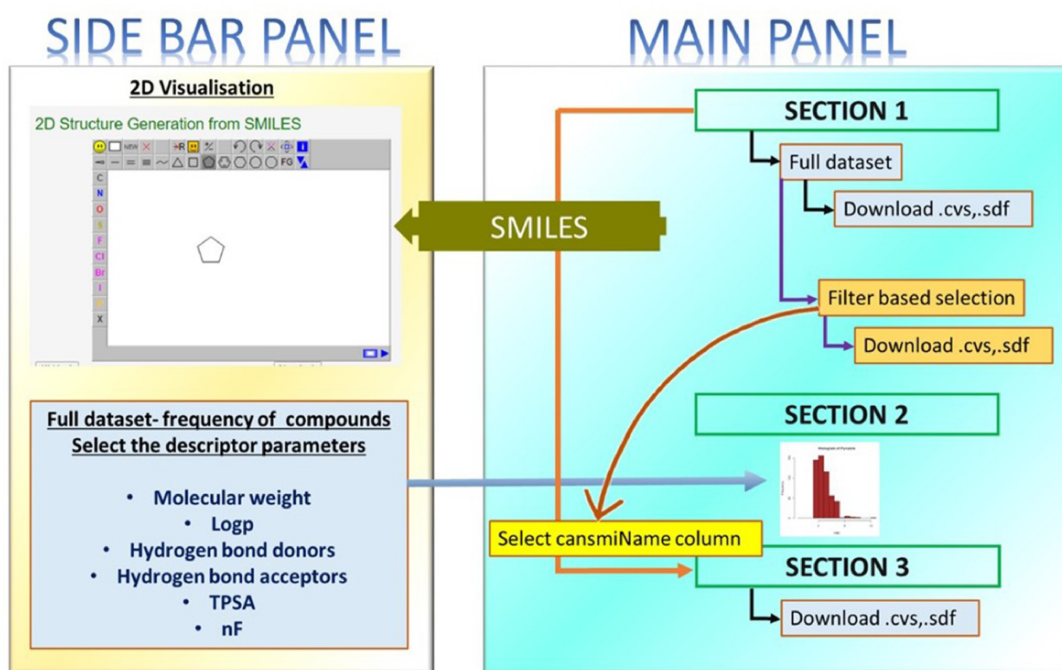 SIDE BAR PANEL
2D Visualisation
2D Structure Generation from SMILES
NEW
+R
+/-
i
FG
C
N
O
S
F
Cl
Br
I
P
X
Full dataset- frequency of compounds
Select the descriptor parameters
• Molecular weight
• Logp
• Hydrogen bond donors
• Hydrogen bond acceptors
• TPSA
• nF
SMILES
MAIN PANEL
SECTION 1
Full dataset
Download .cvs,.sdf
Filter based selection
Download .cvs,.sdf
SECTION 2
Select cansmiName column
SECTION 3
Download .cvs,.sdf